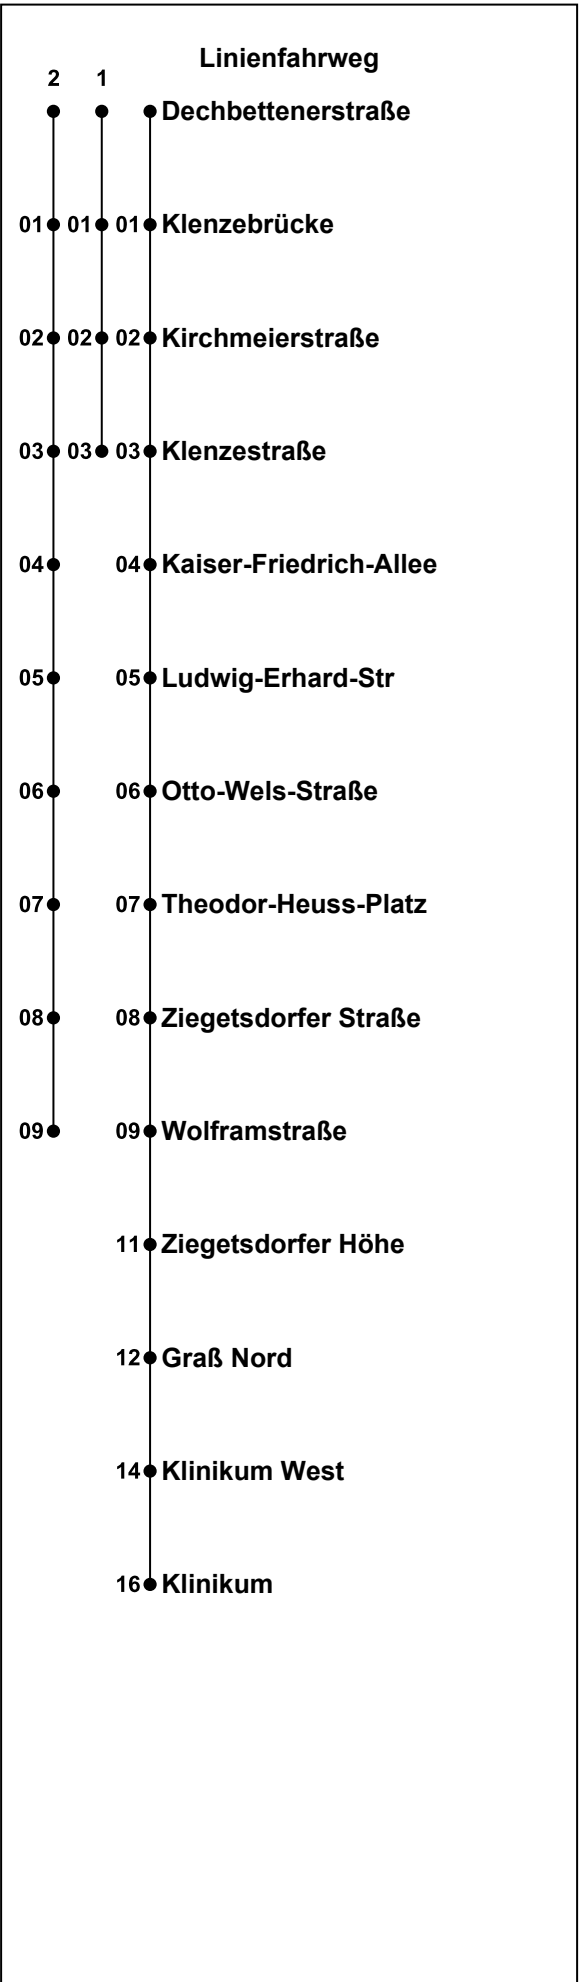 Linienfahrweg
2 1
Dechbettenerstraße
01 01 01 Klenzebrücke
02 02 02 Kirchmeierstraße
03 03 03 Klenzestraße
04 04 Kaiser-Friedrich-Allee
05 05 Ludwig-Erhard-Str
06 06 Otto-Wels-Straße
07 07 Theodor-Heuss-Platz
08 08 Ziegetsdorfer Straße
09 09 Wolframstraße
11 Ziegetsdorfer Höhe
12 Graß Nord
14 Klinikum West
16 Klinikum